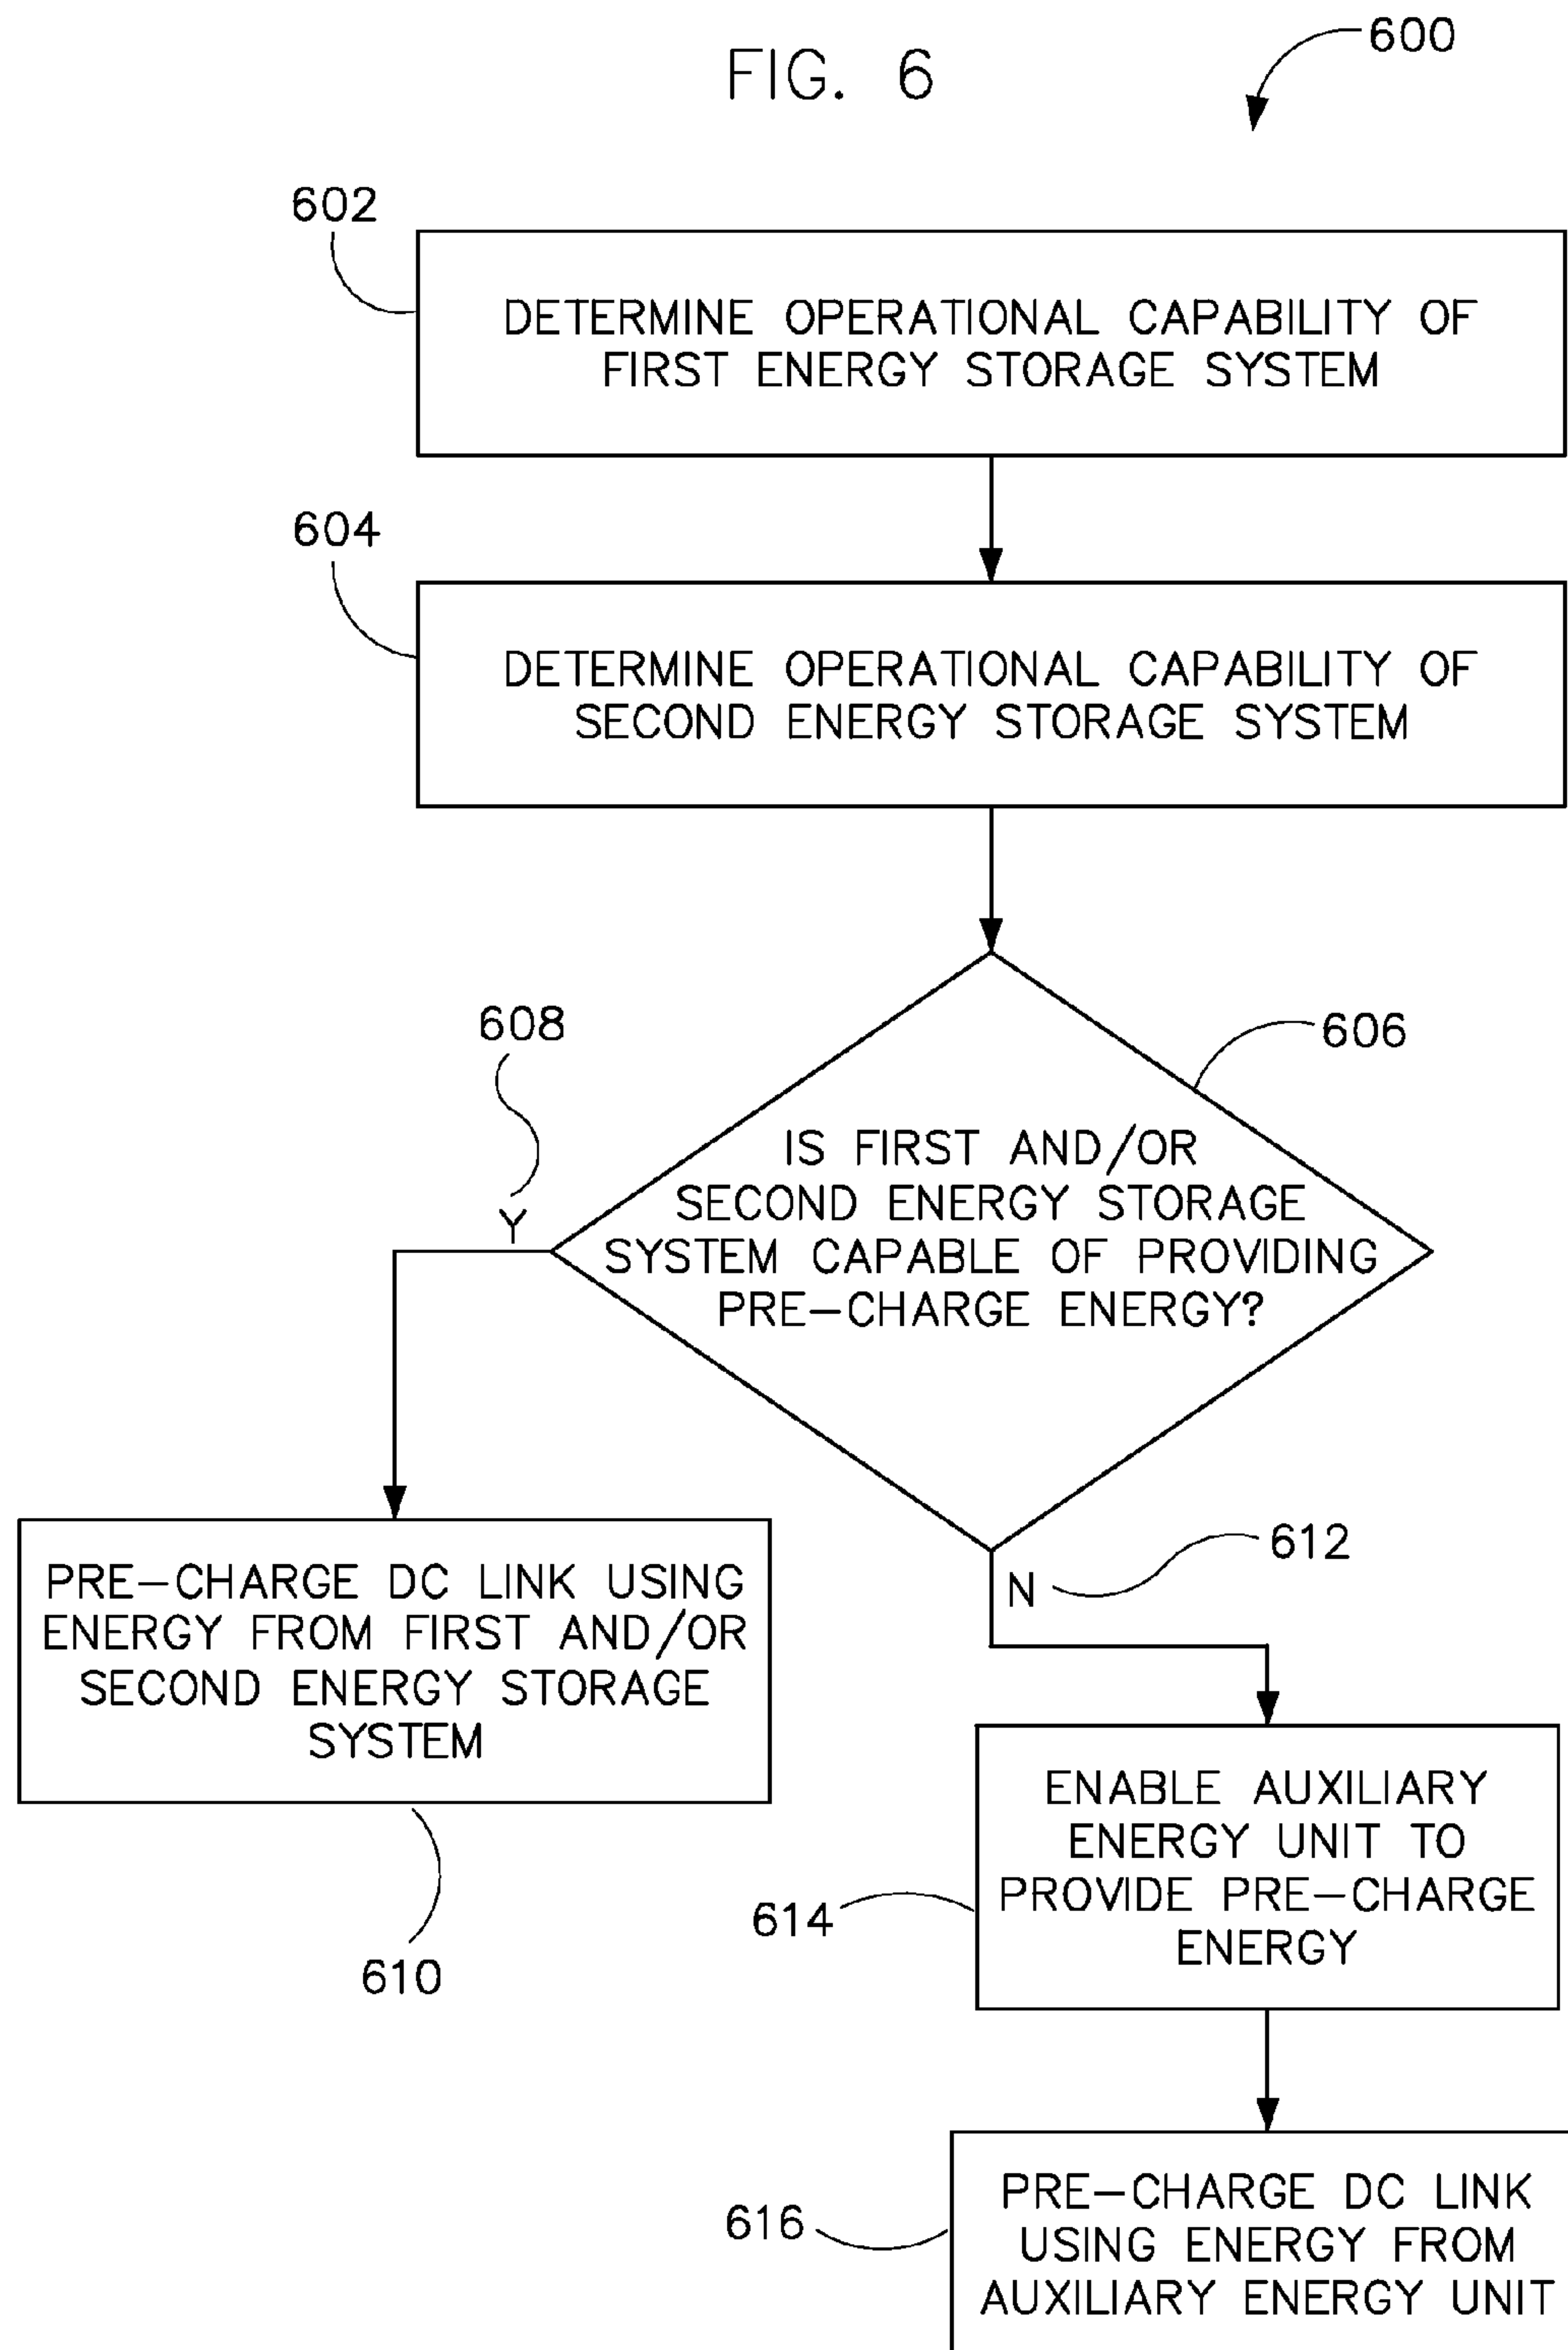 FIG. 6
600
602
DETERMINE OPERATIONAL CAPABILITY OF
FIRST ENERGY STORAGE SYSTEM
604
DETERMINE OPERATIONAL CAPABILITY OF
SECOND ENERGY STORAGE SYSTEM
608
606
IS FIRST AND/OR
SECOND ENERGY STORAGE
SYSTEM CAPABLE OF PROVIDING
PRE-CHARGE ENERGY?
Y
612
N
PRE-CHARGE DC LINK USING
ENERGY FROM FIRST AND/OR
SECOND ENERGY STORAGE
SYSTEM
610
ENABLE AUXILIARY
ENERGY UNIT TO
PROVIDE PRE-CHARGE
ENERGY
614
616
PRE-CHARGE DC LINK
USING ENERGY FROM
AUXILIARY ENERGY UNIT